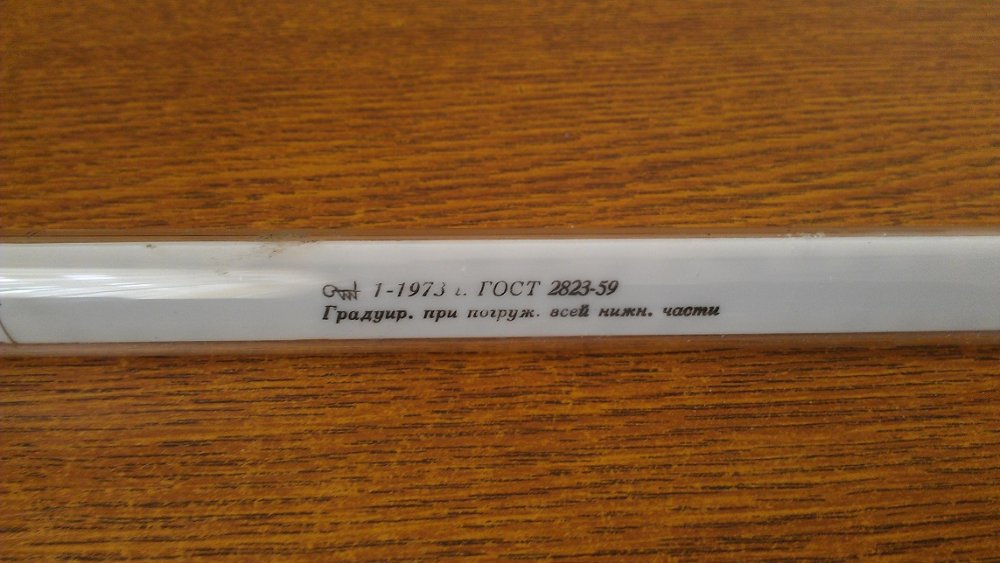 1-1973 г. ГОСТ 2823-59
Градуир. при погруж. всей нижн. части